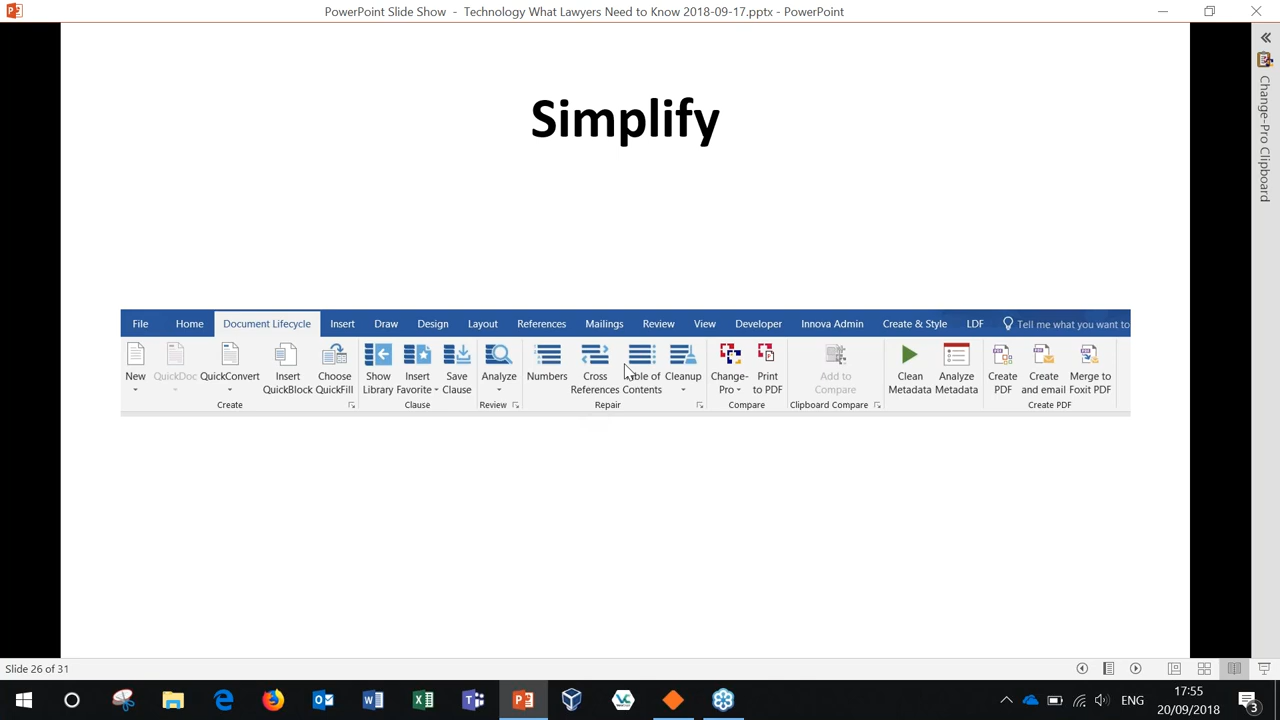 PowerPoint Slide Show - Technology What Lawyers Need to Know 2018-09-17.pptx - PowerPoint
Simplify
File Home Document Lifecycle Insert Draw Design Layout References Mailings Review View Developer Innova Admin Create & Style LDF Tell me what you want to
New QuickDoc QuickConvert Insert QuickBlock Choose QuickFill Show Library Insert Favorite Save Clause Analyze Numbers Cross References of Contents Cleanup Change-Pro Print to PDF Add to Compare Clean Metadata Analyze Metadata Create PDF Create and email Merge to Foxit PDF
Create Clause Review Repair Compare Clipboard Compare Create PDF
Change-Pro Clipboard
Slide 26 of 31
ENG
17:55
20/09/2018
3